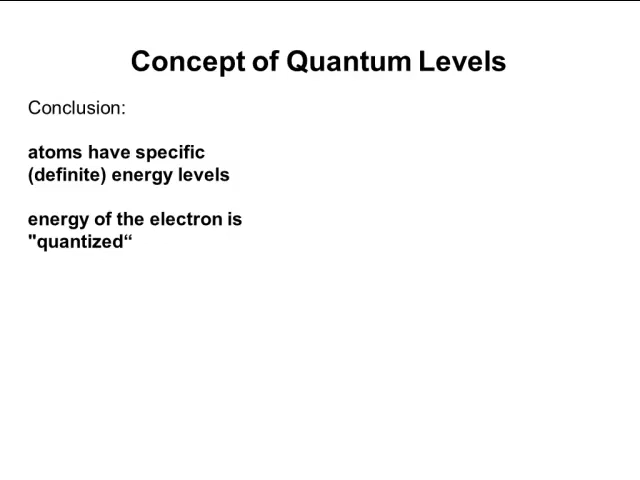 Concept of Quantum Levels
Conclusion:
atoms have specific
(definite) energy levels
energy of the electron is
"quantized“